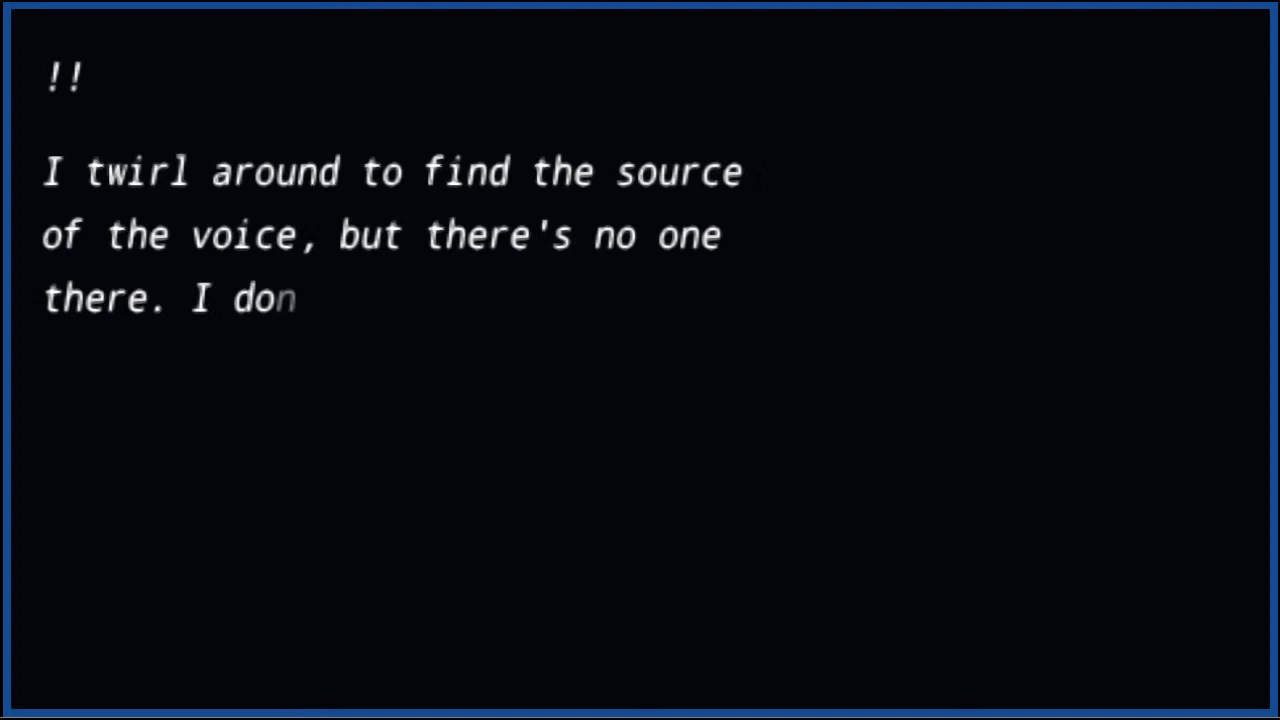 !!
I twirl around to find the source
of the voice, but there's no one
there. I don